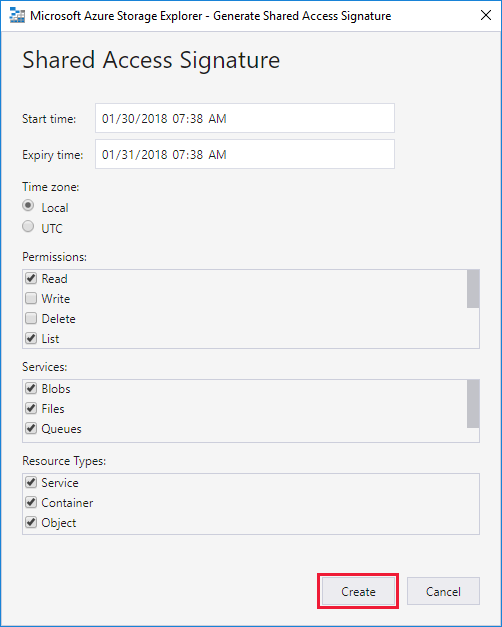 Microsoft Azure Storage Explorer - Generate Shared Access Signature
Shared Access Signature
Start time: 01/30/2018 07:38 AM
Expiry time: 01/31/2018 07:38 AM
Time zone:
Local
UTC
Permissions:
Read
Write
Delete
List
Services:
Blobs
Files
Queues
Resource Types:
Service
Container
Object
Create Cancel